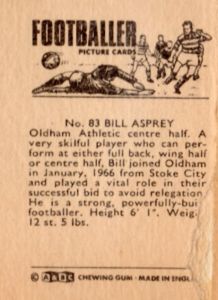 FOOTBALLER
PICTURE CARDS
No. 83 BILL ASPREY
Oldham Athletic centre half. A
very skilful player who can per-
form at either full back, wing half
or centre half, Bill joined Oldham
in January, 1966 from Stoke City
and played a vital role in their
successful bid to avoid relegation.
He is a strong, powerfully-bui
footballer. Height 6' 1". Weig
12 st. 5 lbs.
© A&BC CHEWING GUM · MADE IN ENGL